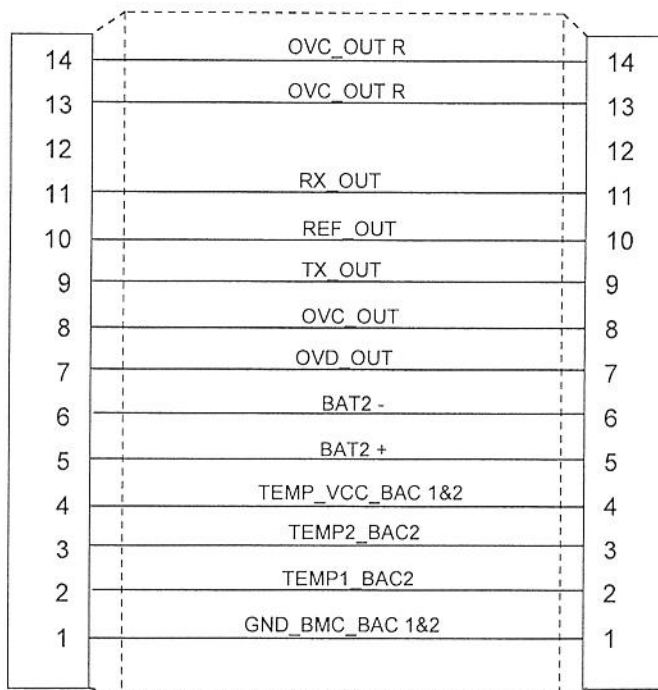 14 OVC_OUT R 14
13 OVC_OUT R 13
12 12
11 RX_OUT 11
10 REF_OUT 10
9 TX_OUT 9
8 OVC_OUT 8
7 OVD_OUT 7
6 BAT2 - 6
5 BAT2 + 5
4 TEMP_VCC_BAC 1&2 4
3 TEMP2_BAC2 3
2 TEMP1_BAC2 2
1 GND_BMC_BAC 1&2 1